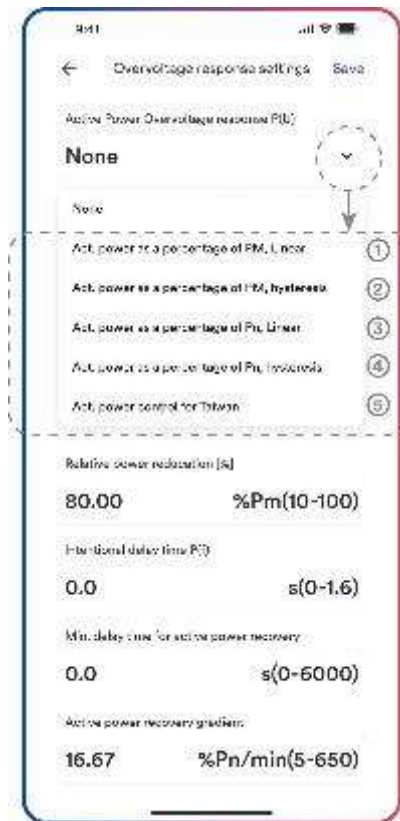 9:41
Overvoltage response settings Save
Active Power Overvoltage response P(U)
None
None
Act. power as a percentage of PM, Linear 1
Act. power as a percentage of PM, hysteresis 2
Act. power as a percentage of Pn, Linear 3
Act. power as a percentage of Pn, hysteresis 4
Act. power control for Taiwan 5
Relative power reducation [%]
80.00 %Pm(10-100)
Intentional delay time
0.0 s(0-1.6)
Min. delay time for active power recovery
0.0 s(0-6000)
Active power recovery gradient
16.67 %Pn/min(5-650)